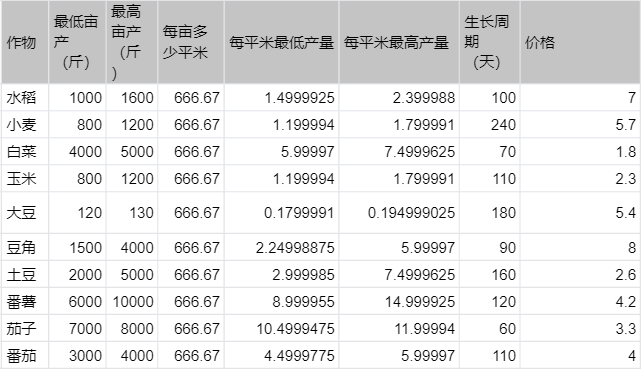 作物 最低亩产（斤） 最高亩产（斤） 每亩多少平米 每平米最低产量 每平米最高产量 生长周期（天） 价格
水稻 1000 1600 666.67 1.4999925 2.399988 100 7
小麦 800 1200 666.67 1.199994 1.799991 240 5.7
白菜 4000 5000 666.67 5.99997 7.4999625 70 1.8
玉米 800 1200 666.67 1.199994 1.799991 110 2.3
大豆 120 130 666.67 0.1799991 0.194999025 180 5.4
豆角 1500 4000 666.67 2.24998875 5.99997 90 8
土豆 2000 5000 666.67 2.999985 7.4999625 160 2.6
番薯 6000 10000 666.67 8.999955 14.999925 120 4.2
茄子 7000 8000 666.67 10.4999475 11.99994 60 3.3
番茄 3000 4000 666.67 4.4999775 5.99997 110 4